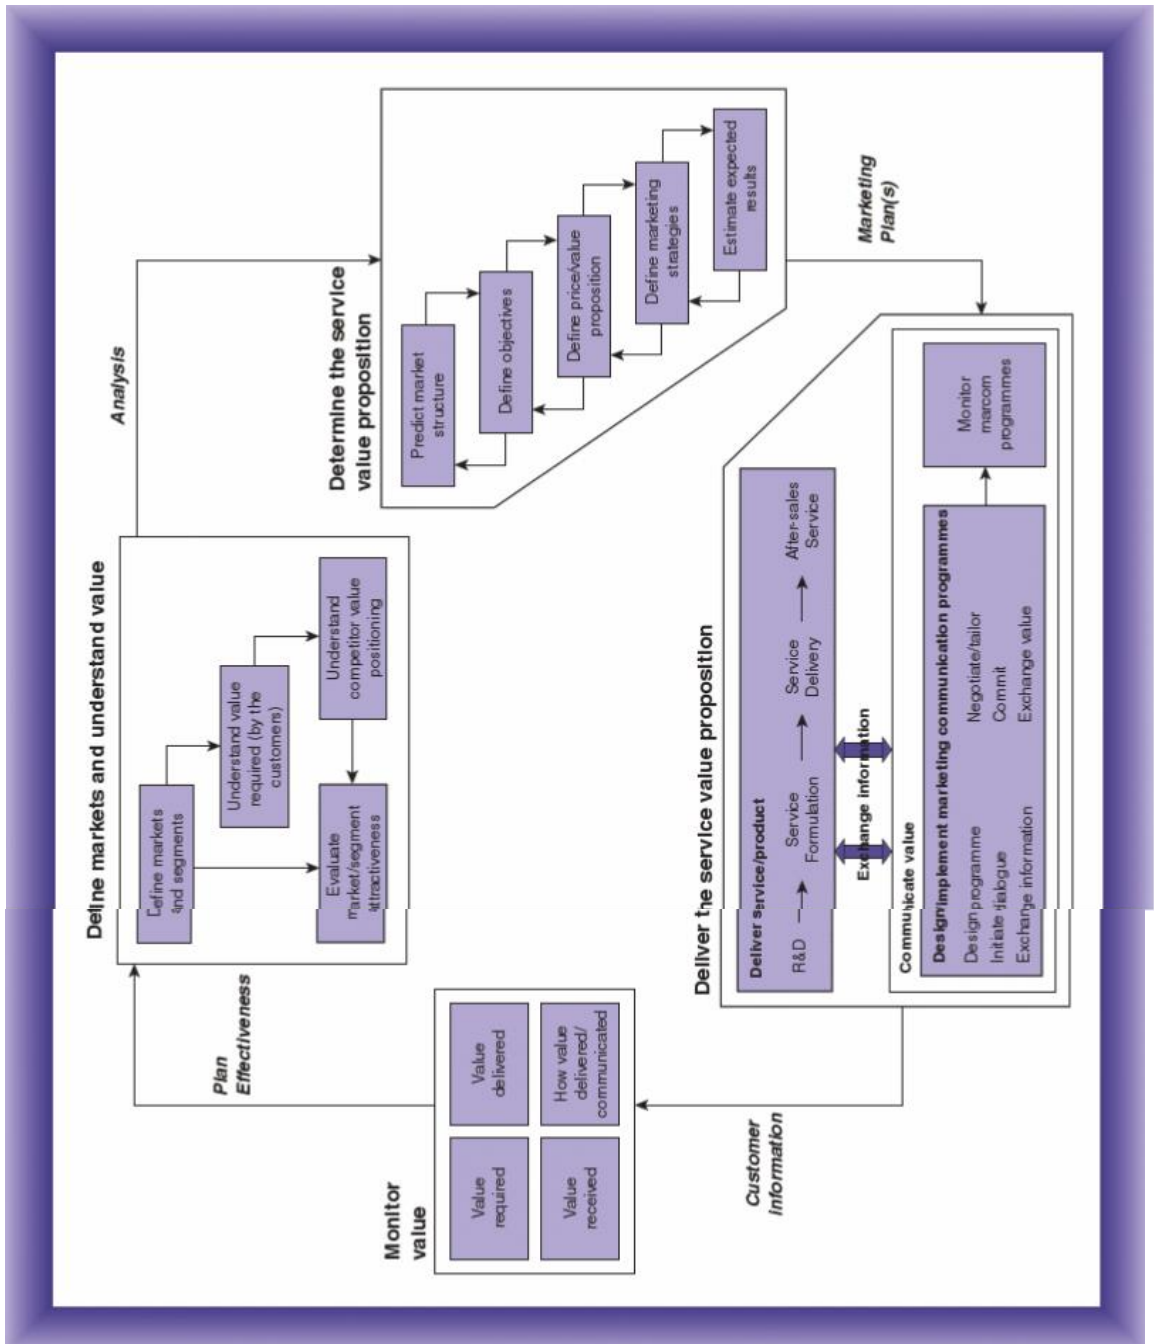 Define markets and understand value
Define markets
and segments
Understand value
required (by the
customers)
Understand
competitor value
positioning
Evaluate
market/segment
attractiveness
Analysis
Determine the service
value proposition
Predict market
structure
Define objectives
Define price/value
proposition
Define marketing
strategies
Estimate expected
results
Marketing
Plan(s)
Deliver the service value proposition
Deliver service/product
R&D
Service
Formulation
Service
Delivery
After-sales
Service
Exchange information
Communicate value
Design/implement marketing communication programmes
Design programme
Initiate dialogue
Exchange information
Negotiate/tailor
Commit
Exchange value
Monitor
marcom
programmes
Customer
information
Monitor
value
Value
required
Value
delivered
Value
received
How value
delivered/
communicated
Plan
Effectiveness